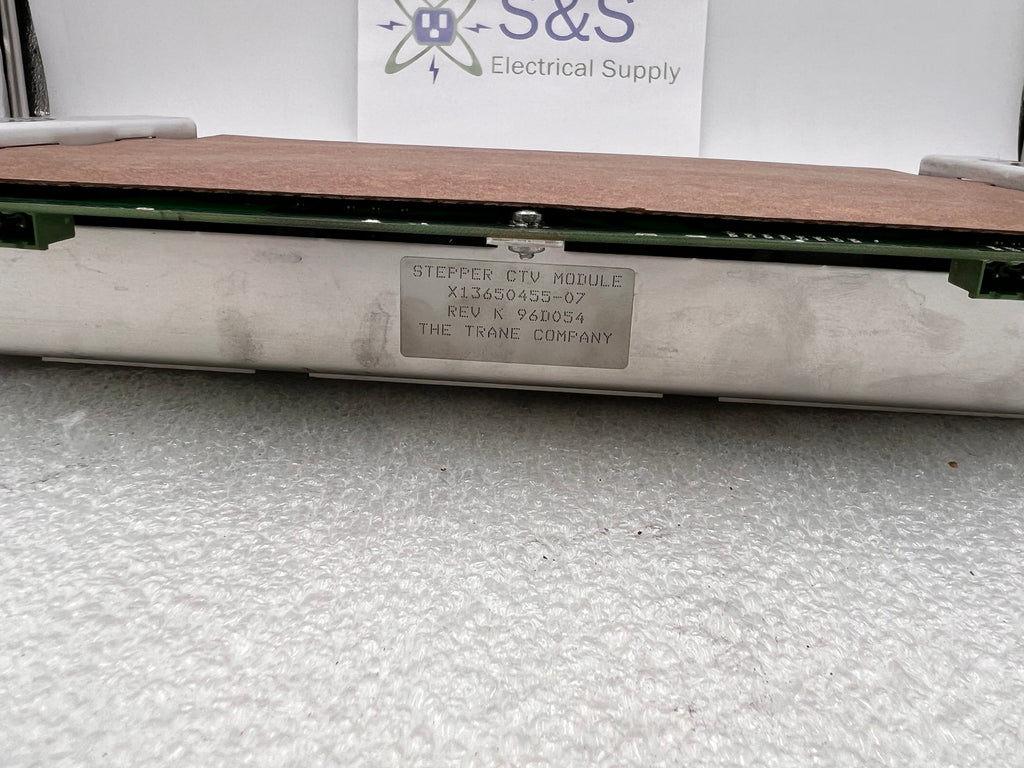 S&S
Electrical Supply
STEPPER CTV MODULE
X13650455-07
REV K 96D054
THE TRANE COMPANY